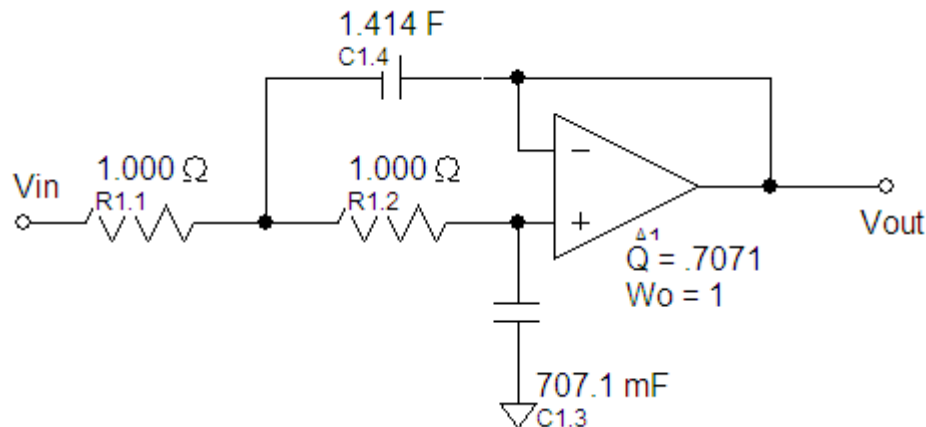 1.414 F
C1.4
1.000 Ω
R1.1
1.000 Ω
R1.2
Vin
−
+
Vout
A1
Q = .7071
Wo = 1
707.1 mF
C1.3